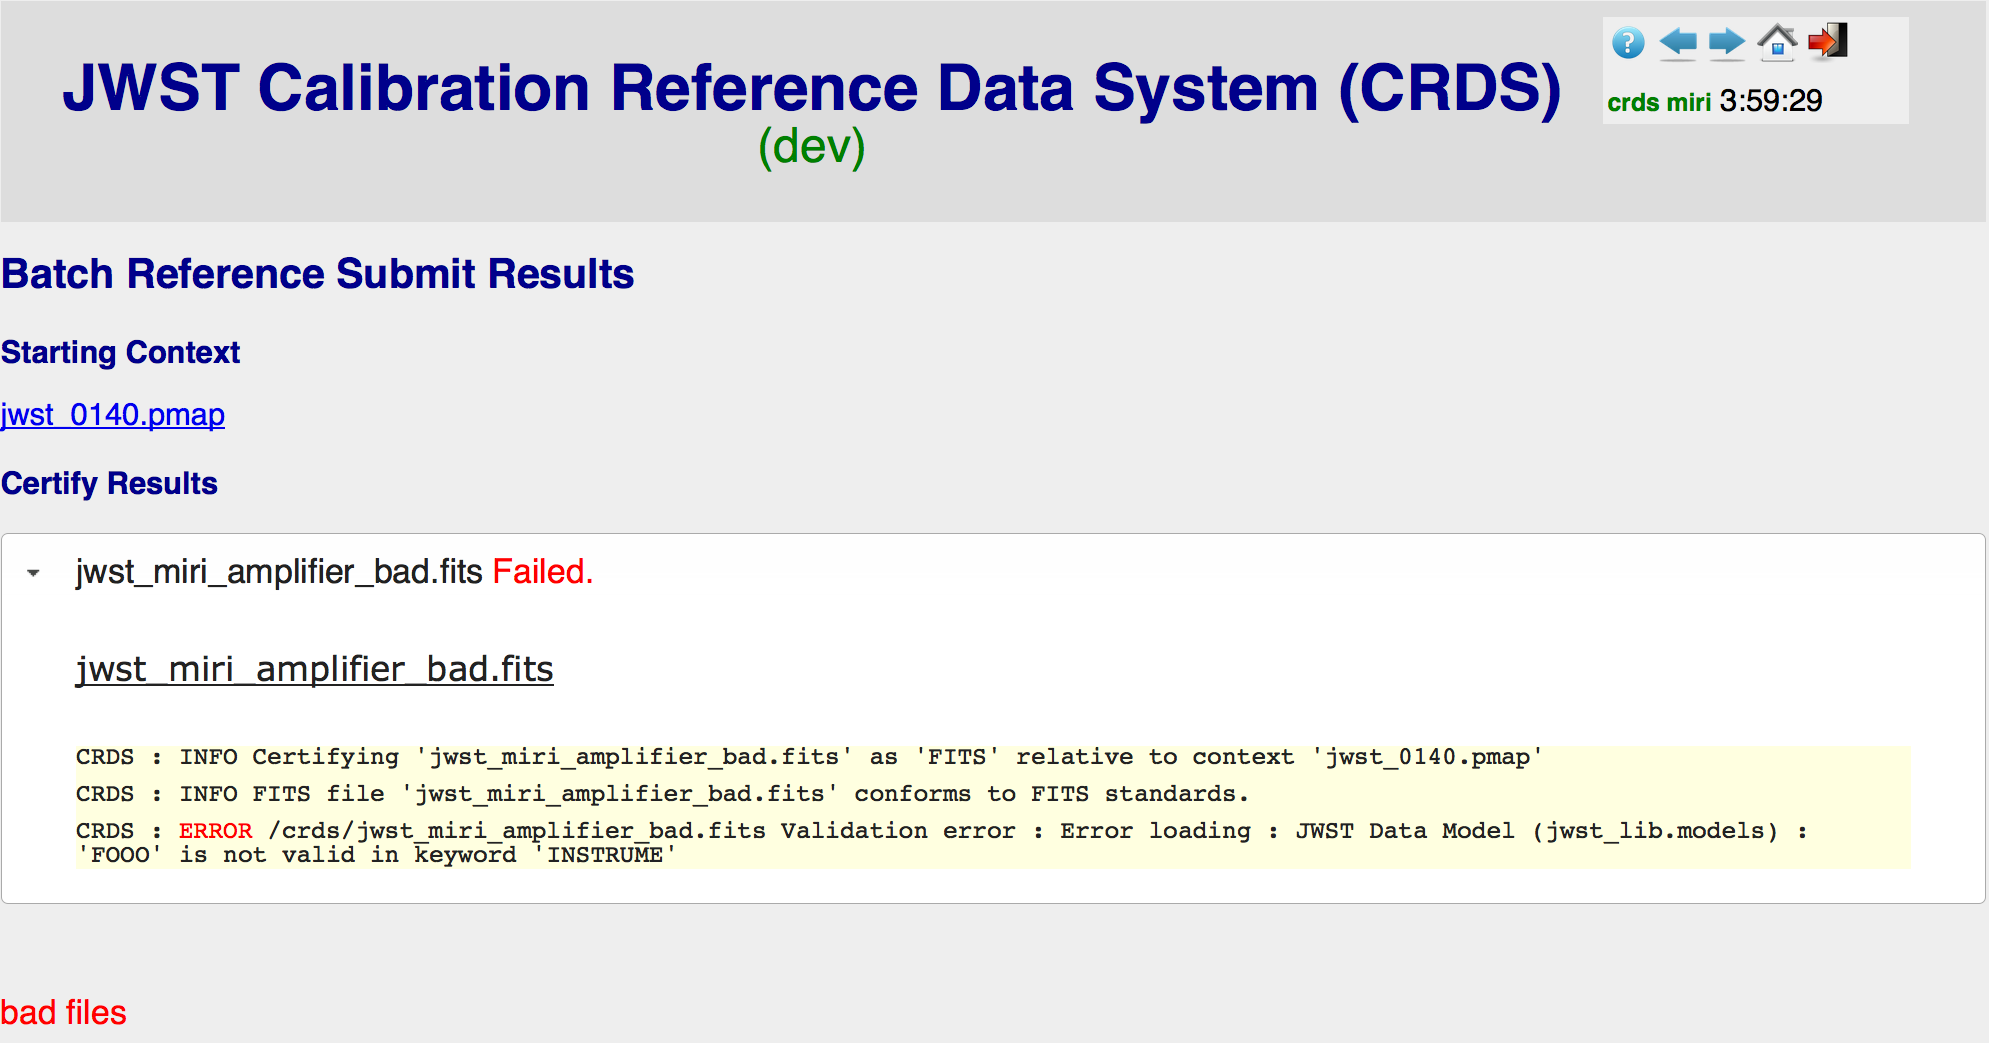 JWST Calibration Reference Data System (CRDS)
(dev)
?
crds miri 3:59:29
Batch Reference Submit Results
Starting Context
jwst_0140.pmap
Certify Results
jwst_miri_amplifier_bad.fits Failed.
jwst_miri_amplifier_bad.fits
CRDS : INFO Certifying 'jwst_miri_amplifier_bad.fits' as 'FITS' relative to context 'jwst_0140.pmap'
CRDS : INFO FITS file 'jwst_miri_amplifier_bad.fits' conforms to FITS standards.
CRDS : ERROR /crds/jwst_miri_amplifier_bad.fits Validation error : Error loading : JWST Data Model (jwst_lib.models) :
'FOOO' is not valid in keyword 'INSTRUME'
bad files